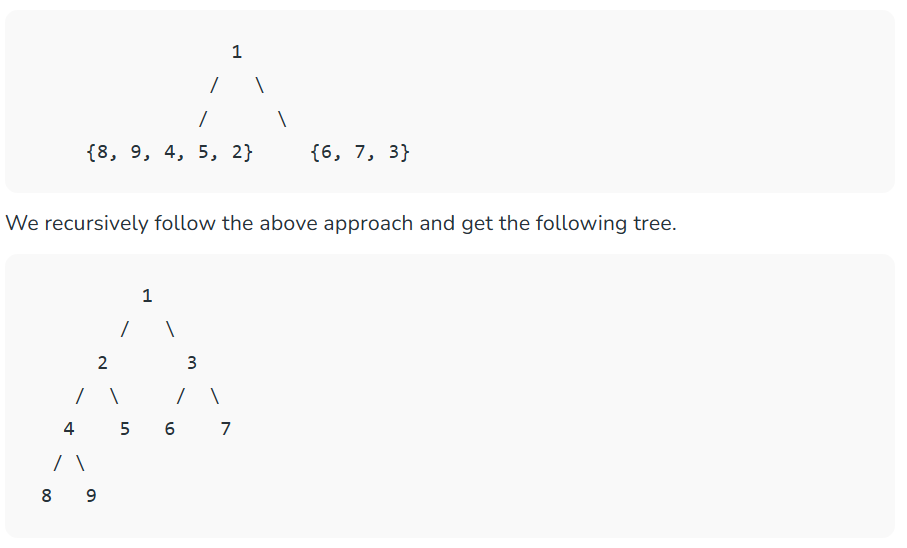 1
/ \
/ \
{8, 9, 4, 5, 2} {6, 7, 3}
We recursively follow the above approach and get the following tree.
1
/ \
2 3
/ \ / \
4 5 6 7
/ \
8 9